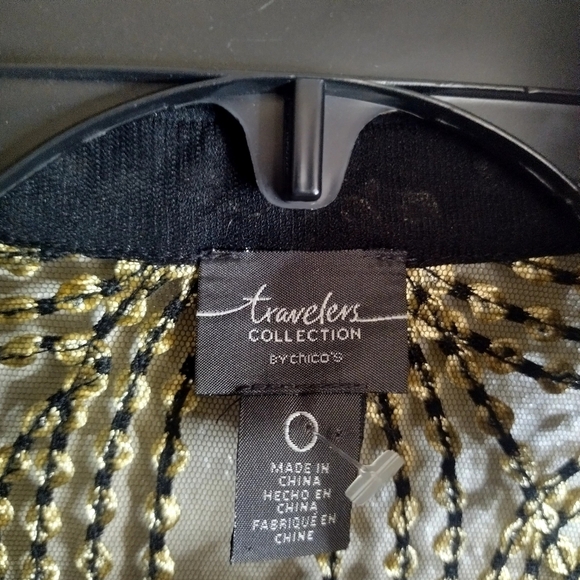 travelers
COLLECTION
BY CHICO'S
0
MADE IN
CHINA
HECHO EN
CHINA
FABRIQUÉ EN
CHINE